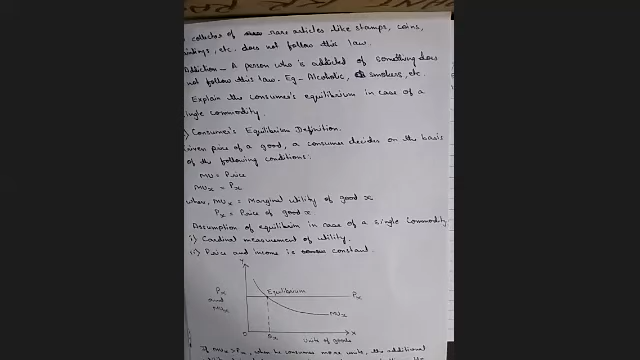 collector of rare articles like stamps, coins,
paintings, etc. does not follow this law.
Addiction – A person who is addicted of something does
not follow this law. Eg – Alcoholic, smokers, etc.
Explain the Consumer's equilibrium in case of a
single commodity.
Consumer's Equilibrium Definition.
Given price of a good, a consumer decides on the basis
of the following conditions:
MU = Price
MUx = Px
where, MUx = Marginal utility of good x
Px = Price of good x
Assumption of equilibrim in case of a single Commodity
i) Cardinal measurement of utility.
ii) Price and income is constant.
Y
Equilibrium
Px
and
MUx
Px
MUx
O
Qx
X
Units of goods
If MUx > Px, when he consumes more units, the additional